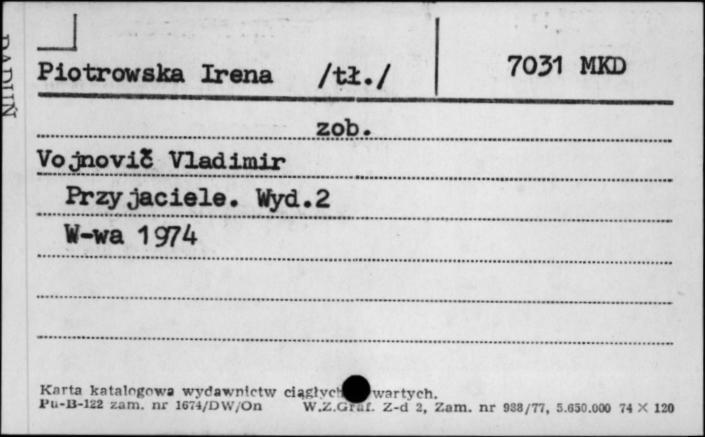 Piotrowska Irena /tł./ 7031 MKD
zob.
Vojnovič Vladimir
Przyjaciele. Wyd.2
W-wa 1974
Karta katalogowa wydawnictw ciągłych wartych.
Pu-B-122 zam. nr 1674/DW/On W.Z.Graf. Z-d 2, Zam. nr 988/77, 5.650.000 74 X 120